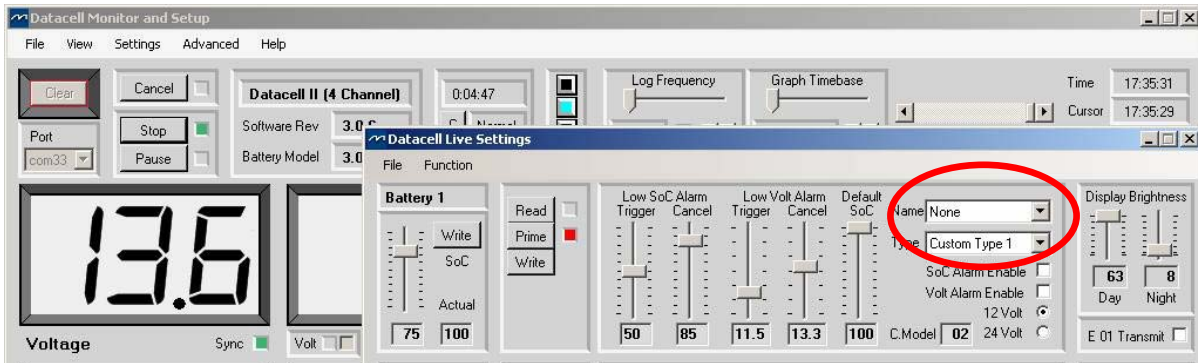 Datacell Monitor and Setup
File View Settings Advanced Help
Clear
Cancel
Datacell II (4 Channel)
0:04:47
Log Frequency
Graph Timebase
Time 17:35:31
Cursor 17:35:29
Port
com33
Stop
Pause
Software Rev
Battery Model 3.0
Datacell Live Settings
File Function
Battery 1
Write
SoC
Actual
75 100
Read
Prime
Write
Low SoC Alarm
Trigger Cancel
50 85
Low Volt Alarm
Trigger Cancel
11.5 13.3
Default
SoC
100
Name None
Type Custom Type 1
SoC Alarm Enable
Volt Alarm Enable
12 Volt
C.Model 02 24 Volt
Display Brightness
63 8
Day Night
E 01 Transmit
13.6
Voltage
Sync
Volt